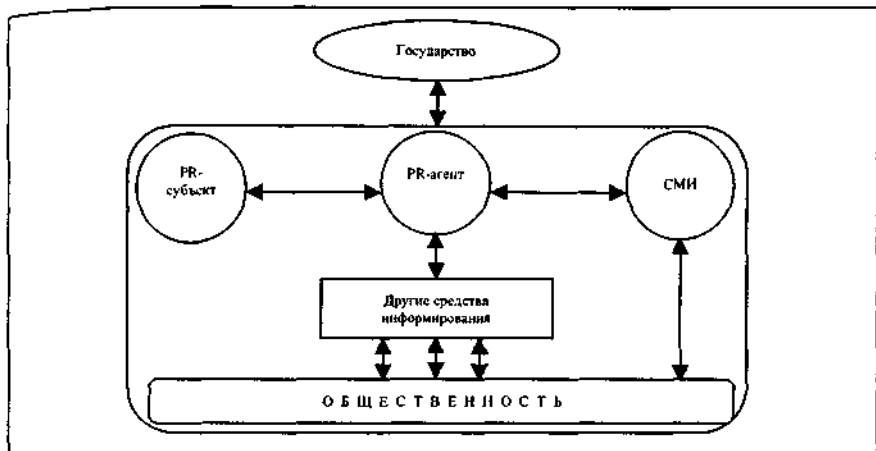 Государство
PR-
субъект
PR-агент
СМИ
Другие средства
информирования
ОБЩЕСТВЕННОСТЬ